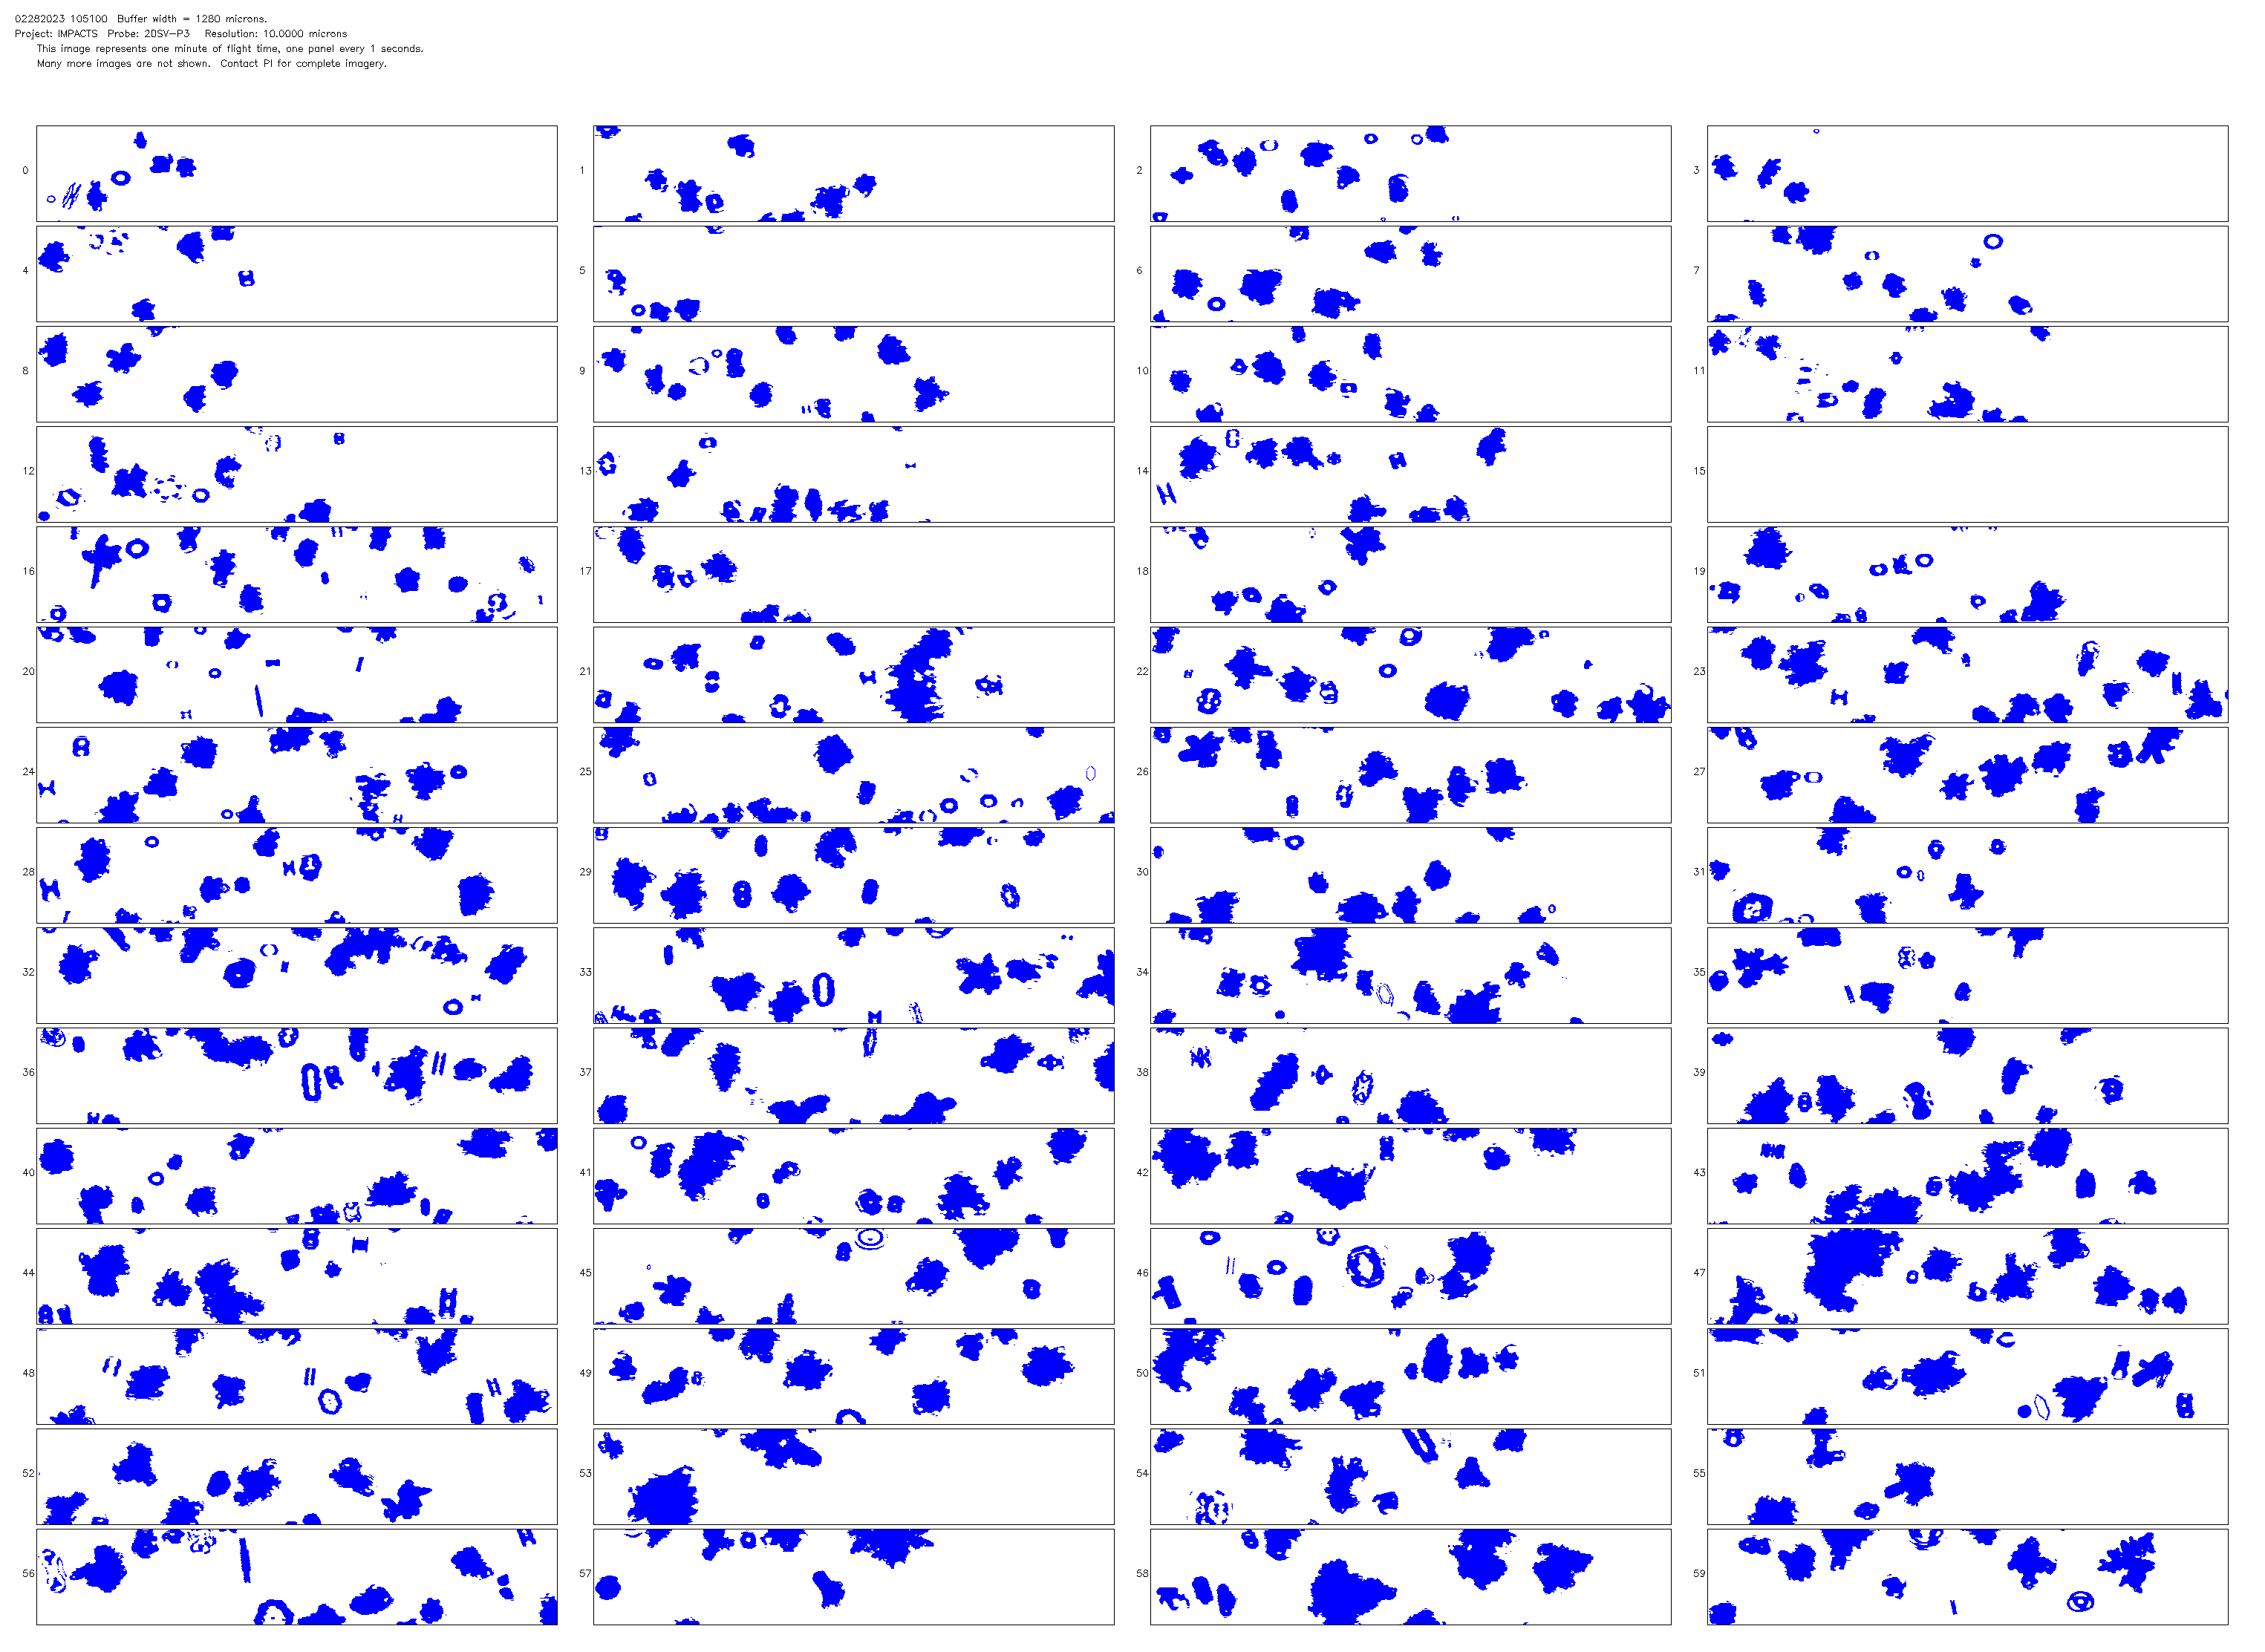 02282023 105100 Buffer width = 1280 microns.
Project: IMPACTS Probe: 2DSV-P3 Resolution: 10.0000 microns
This image represents one minute of flight time, one panel every 1 seconds.
Many more images are not shown. Contact PI for complete imagery.
0 1 2 3
4 5 6 7
8 9 10 11
12 13 14 15
16 17 18 19
20 21 22 23
24 25 26 27
28 29 30 31
32 33 34 35
36 37 38 39
40 41 42 43
44 45 46 47
48 49 50 51
52 53 54 55
56 57 58 59